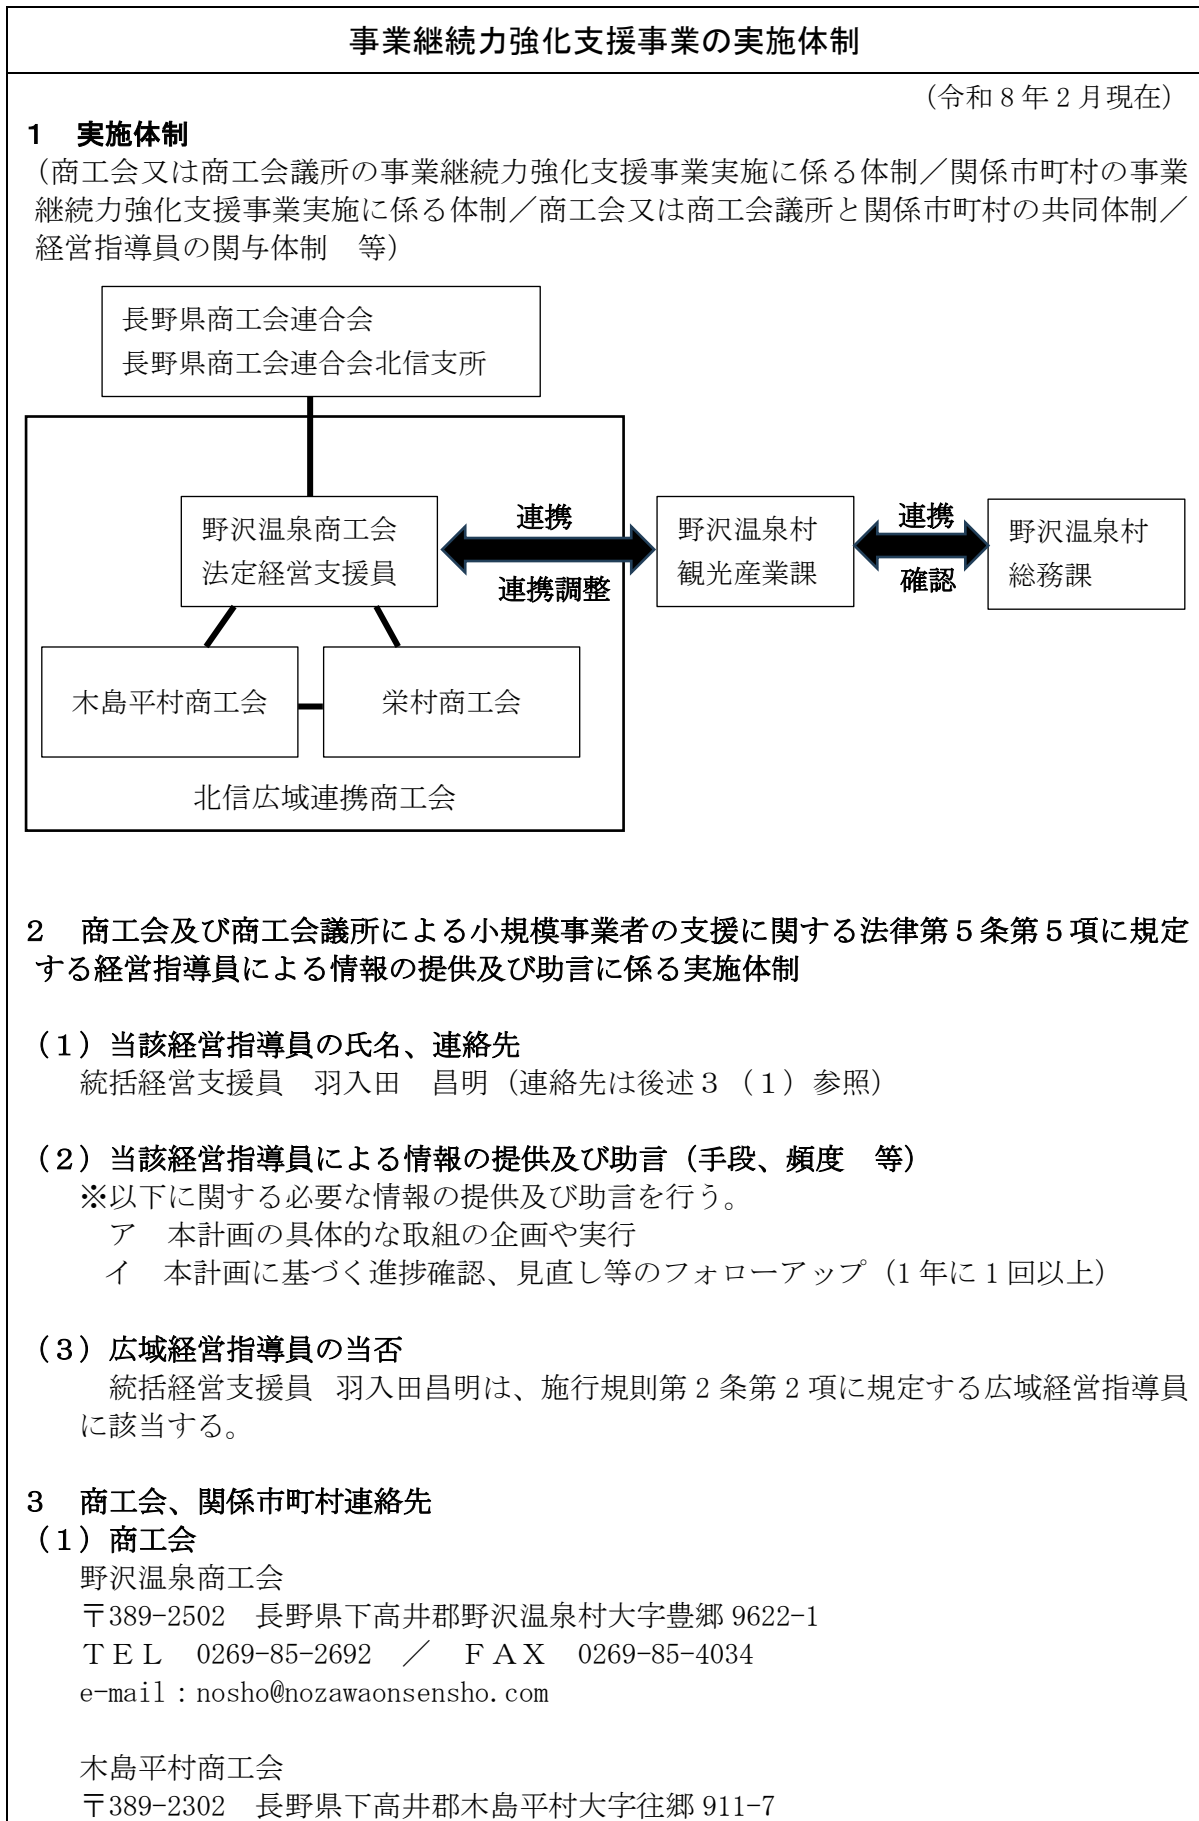 事業継続力強化支援事業の実施体制
（令和８年２月現在）
１　実施体制
（商工会又は商工会議所の事業継続力強化支援事業実施に係る体制／関係市町村の事業
継続力強化支援事業実施に係る体制／商工会又は商工会議所と関係市町村の共同体制／
経営指導員の関与体制　等）
長野県商工会連合会
長野県商工会連合会北信支所
野沢温泉商工会
法定経営支援員
連携
連携調整
野沢温泉村
観光産業課
連携
確認
野沢温泉村
総務課
木島平村商工会
栄村商工会
北信広域連携商工会
２　商工会及び商工会議所による小規模事業者の支援に関する法律第５条第５項に規定
する経営指導員による情報の提供及び助言に係る実施体制
（１）当該経営指導員の氏名、連絡先
統括経営支援員　羽入田　昌明（連絡先は後述３（１）参照）
（２）当該経営指導員による情報の提供及び助言（手段、頻度　等）
※以下に関する必要な情報の提供及び助言を行う。
ア　本計画の具体的な取組の企画や実行
イ　本計画に基づく進捗確認、見直し等のフォローアップ（1年に1回以上）
（３）広域経営指導員の当否
統括経営支援員 羽入田昌明は、施行規則第２条第２項に規定する広域経営指導員
に該当する。
３　商工会、関係市町村連絡先
（１）商工会
野沢温泉商工会
〒389-2502　長野県下高井郡野沢温泉村大字豊郷 9622-1
ＴＥＬ　0269-85-2692　／　ＦＡＸ　0269-85-4034
e-mail：nosho@nozawaonsensho.com
木島平村商工会
〒389-2302　長野県下高井郡木島平村大字往郷 911-7